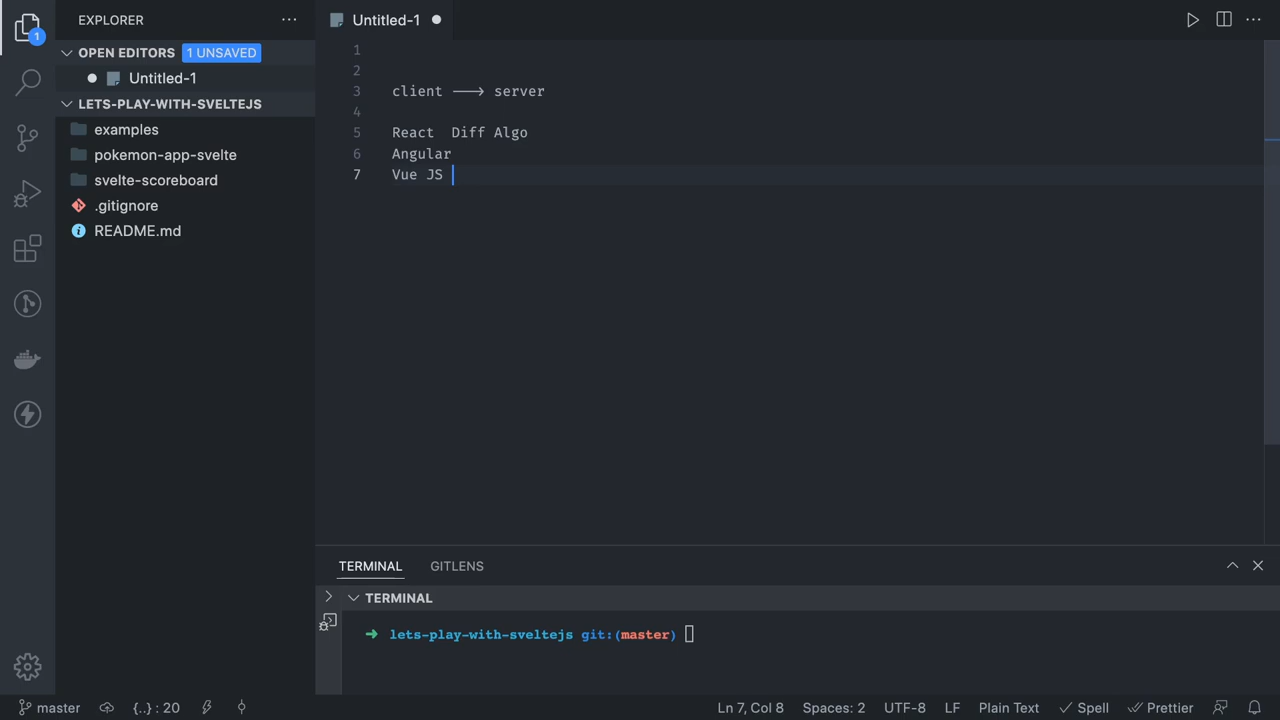 EXPLORER
Untitled-1
1
OPEN EDITORS 1 UNSAVED
Untitled-1
LETS-PLAY-WITH-SVELTEJS
examples
pokemon-app-svelte
svelte-scoreboard
.gitignore
README.md
1
2
3 client ---> server
4
5 React  Diff Algo
6 Angular
7 Vue JS
TERMINAL GITLENS
TERMINAL
➜ lets-play-with-sveltejs git:(master)
master {..} : 20 Ln 7, Col 8 Spaces: 2 UTF-8 LF Plain Text ✓ Spell Prettier